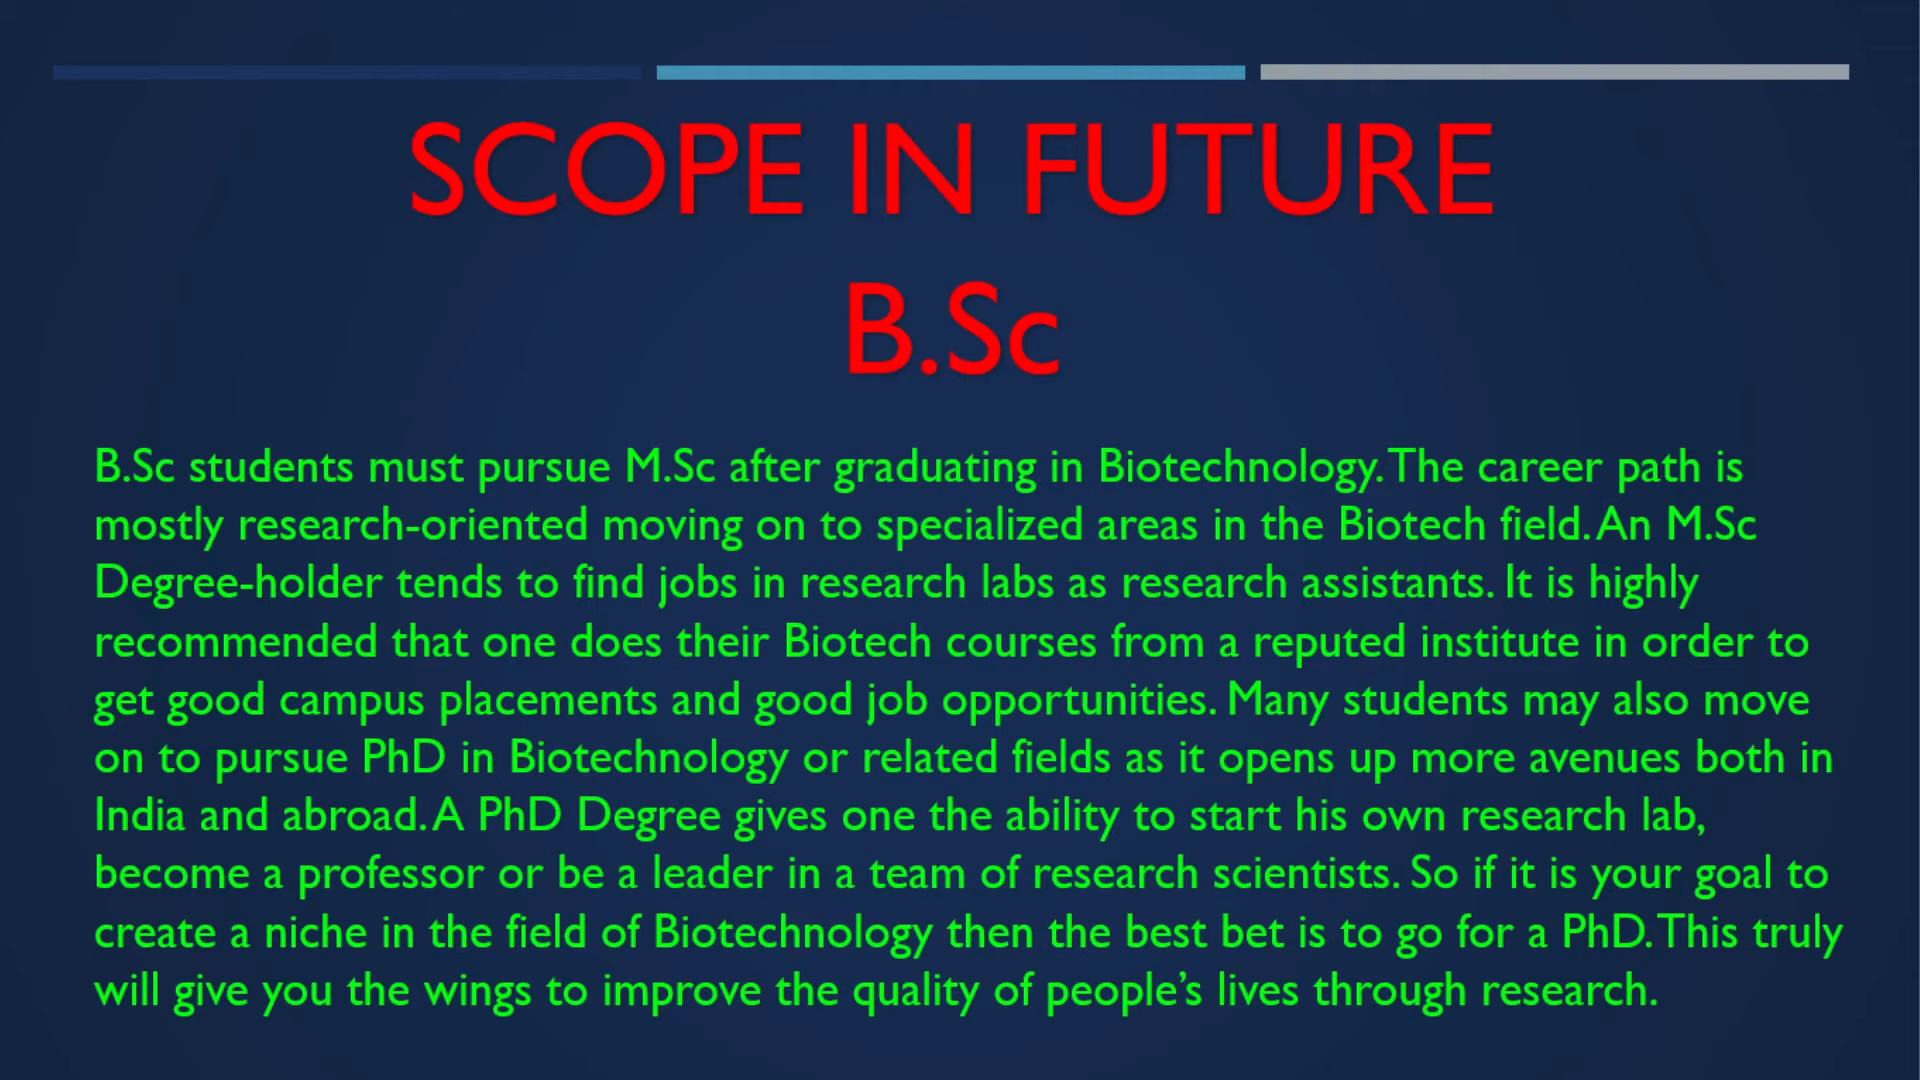 SCOPE IN FUTURE
B.Sc
B.Sc students must pursue M.Sc after graduating in Biotechnology. The career path is
mostly research-oriented moving on to specialized areas in the Biotech field. An M.Sc
Degree-holder tends to find jobs in research labs as research assistants. It is highly
recommended that one does their Biotech courses from a reputed institute in order to
get good campus placements and good job opportunities. Many students may also move
on to pursue PhD in Biotechnology or related fields as it opens up more avenues both in
India and abroad. A PhD Degree gives one the ability to start his own research lab,
become a professor or be a leader in a team of research scientists. So if it is your goal to
create a niche in the field of Biotechnology then the best bet is to go for a PhD. This truly
will give you the wings to improve the quality of people’s lives through research.